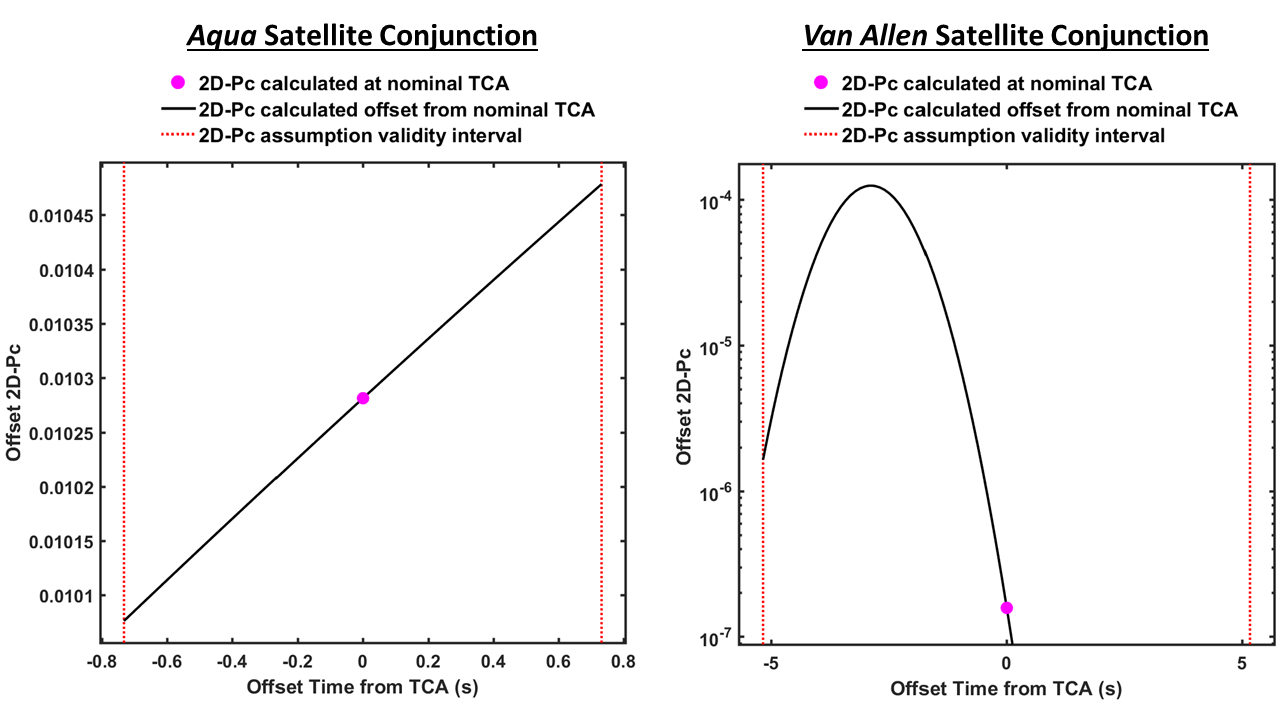 Aqua Satellite Conjunction
2D-Pc calculated at nominal TCA
2D-Pc calculated offset from nominal TCA
2D-Pc assumption validity interval
Offset 2D-Pc
0.01045
0.0104
0.01035
0.0103
0.01025
0.0102
0.01015
0.0101
-0.8
-0.6
-0.4
-0.2
0
0.2
0.4
0.6
0.8
Offset Time from TCA (s)
Van Allen Satellite Conjunction
2D-Pc calculated at nominal TCA
2D-Pc calculated offset from nominal TCA
2D-Pc assumption validity interval
Offset 2D-Pc
10^-4
10^-5
10^-6
10^-7
-5
0
5
Offset Time from TCA (s)